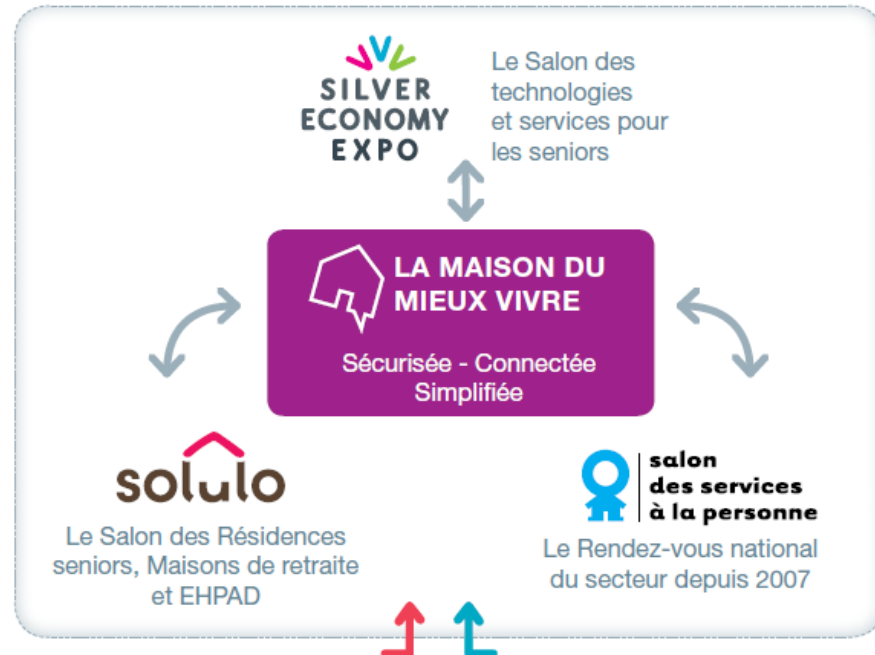 SILVER
ECONOMY
EXPO
Le Salon des
technologies
et services pour
les seniors
LA MAISON DU
MIEUX VIVRE
Sécurisée - Connectée
Simplifiée
solulo
Le Salon des Résidences
seniors, Maisons de retraite
et EHPAD
salon
des services
à la personne
Le Rendez-vous national
du secteur depuis 2007